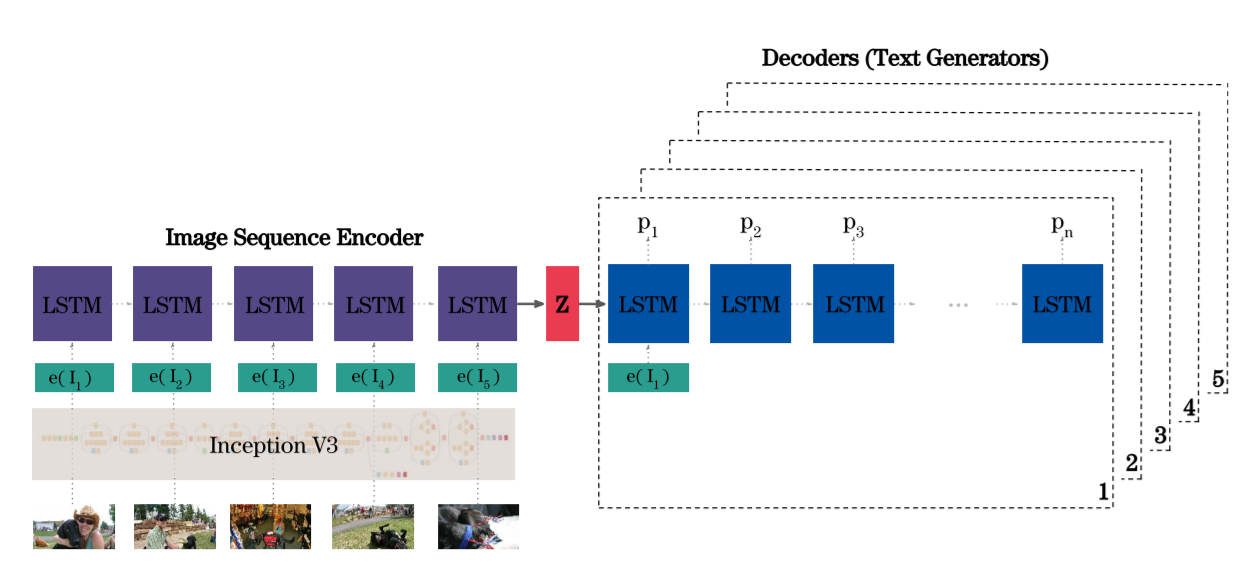 Decoders (Text Generators)
Image Sequence Encoder
p1 p2 p3 pn
LSTM LSTM LSTM LSTM LSTM Z LSTM LSTM LSTM ... LSTM
e(I1) e(I2) e(I3) e(I4) e(I5) e(I1)
Inception V3
5
4
3
2
1